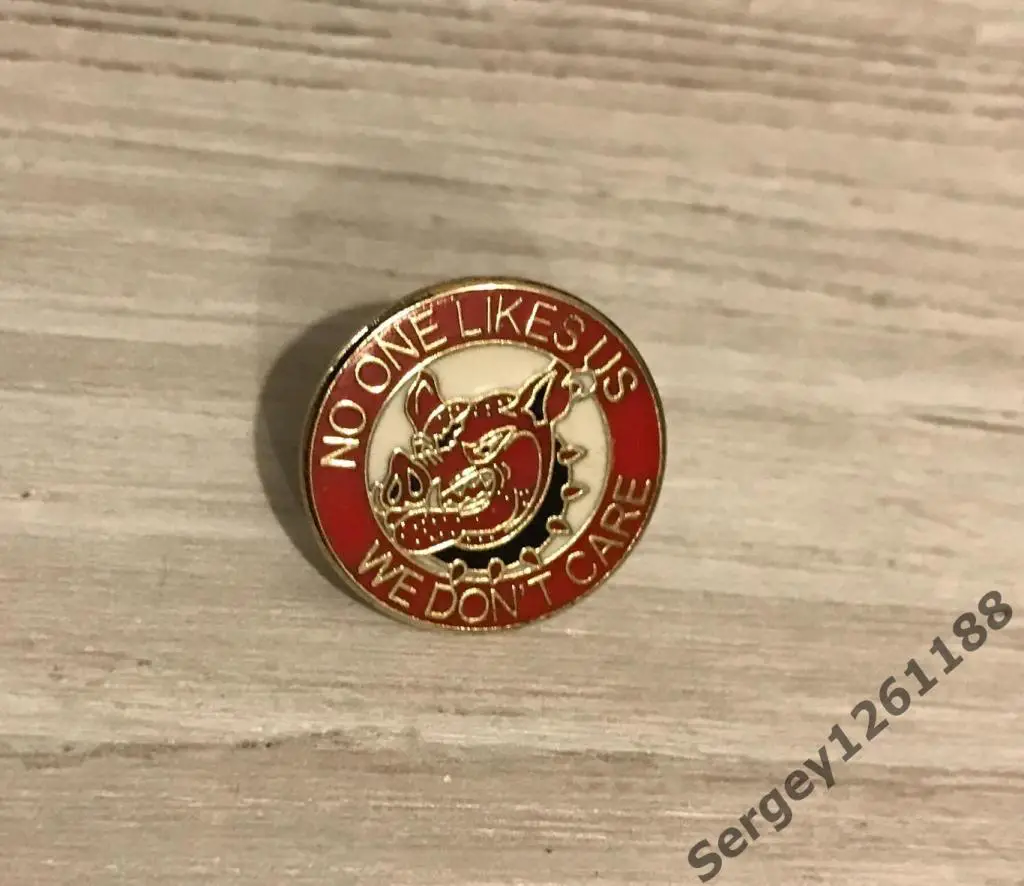 NO ONE LIKES US
WE DON'T CARE
Sergey1261188